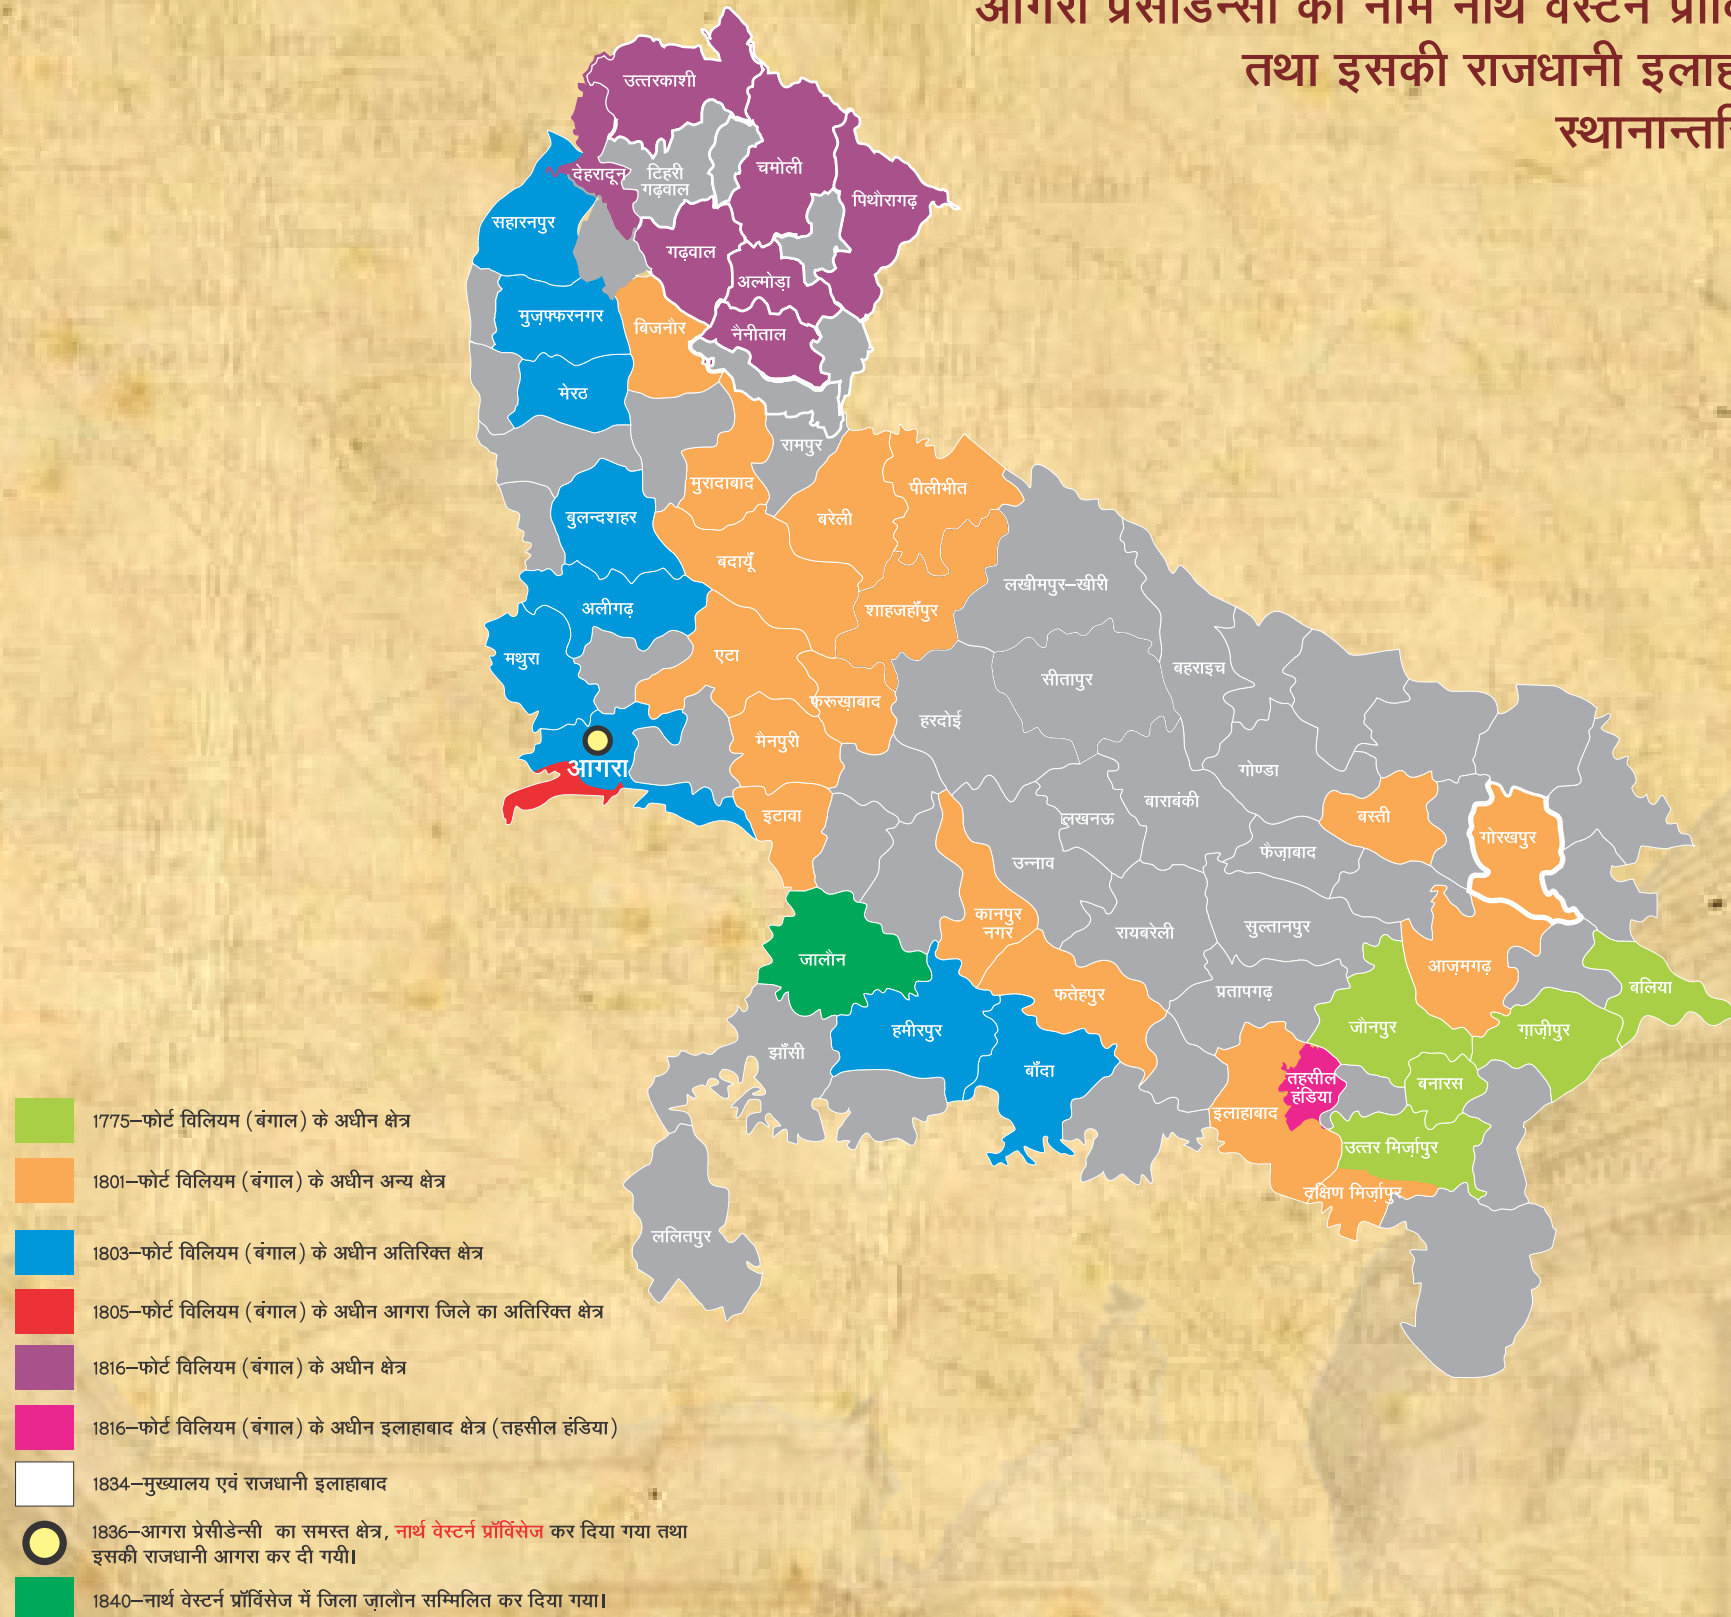 आगरा प्रेसीडेन्सी का नाम नार्थ वेस्टर्न
तथा इसकी राजधानी
उत्तरकाशी
देहरादून
टिहरी
गढ़वाल
चमोली
पिथौरागढ़
सहारनपुर
गढ़वाल
अल्मोड़ा
मुज़फ्फरनगर
बिजनौर
नैनीताल
मेरठ
रामपुर
मुरादाबाद
पीलीभीत
बुलन्दशहर
बरेली
बदायूँ
लखीमपुर–खीरी
अलीगढ़
शाहजहाँपुर
मथुरा
एटा
बहराइच
सीतापुर
फरूखाबाद
हरदोई
मैनपुरी
आगरा
गोण्डा
बाराबंकी
इटावा
लखनऊ
बस्ती
गोरखपुर
उन्नाव
फैज़ाबाद
कानपुर
नगर
रायबरेली
सुल्तानपुर
जालौन
आज़मगढ़
फतेहपुर
प्रतापगढ़
बलिया
हमीरपुर
जौनपुर
गाज़ीपुर
झाँसी
बाँदा
तहसील
हंडिया
बनारस
इलाहाबाद
उत्तर मिर्ज़ापुर
दक्षिण मिर्ज़ापुर
ललितपुर
1775–फोर्ट विलियम (बंगाल) के अधीन क्षेत्र
1801–फोर्ट विलियम (बंगाल) के अधीन अन्य क्षेत्र
1803–फोर्ट विलियम (बंगाल) के अधीन अतिरिक्त क्षेत्र
1805–फोर्ट विलियम (बंगाल) के अधीन आगरा जिले का अतिरिक्त क्षेत्र
1816–फोर्ट विलियम (बंगाल) के अधीन क्षेत्र
1816–फोर्ट विलियम (बंगाल) के अधीन इलाहाबाद क्षेत्र (तहसील हंडिया)
1834–मुख्यालय एवं राजधानी इलाहाबाद
1836–आगरा प्रेसीडेन्सी का समस्त क्षेत्र, नार्थ वेस्टर्न प्रॉविंसेज कर दिया गया तथा
इसकी राजधानी आगरा कर दी गयी।
1840–नार्थ वेस्टर्न प्रॉविंसेज में जिला ज़ालौन सम्मिलित कर दिया गया।